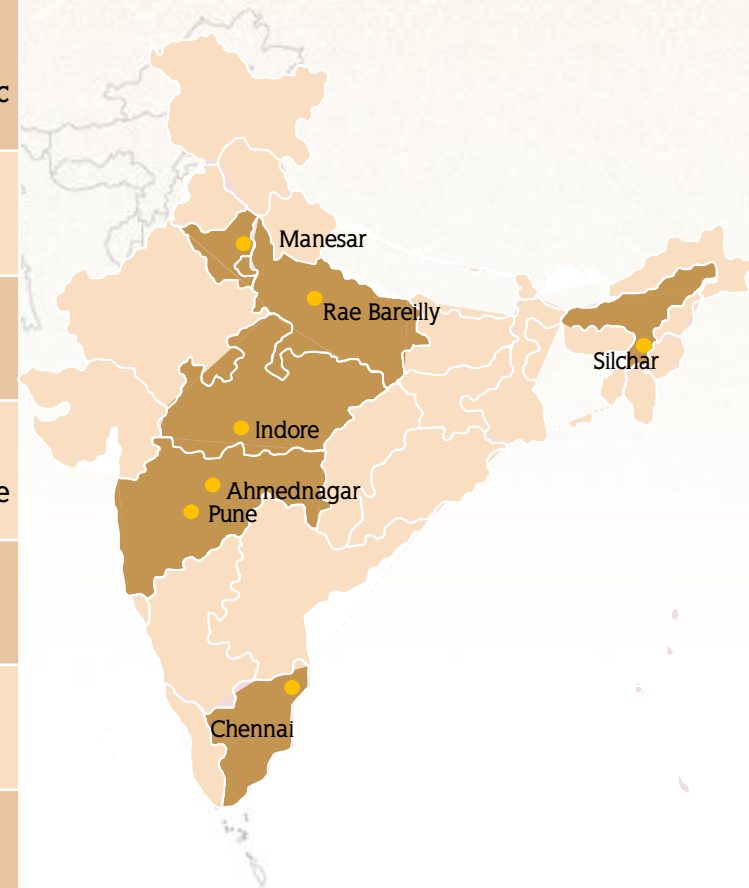 c
Manesar
Rae Bareilly
Silchar
Indore
Ahmednagar
e
Pune
Chennai